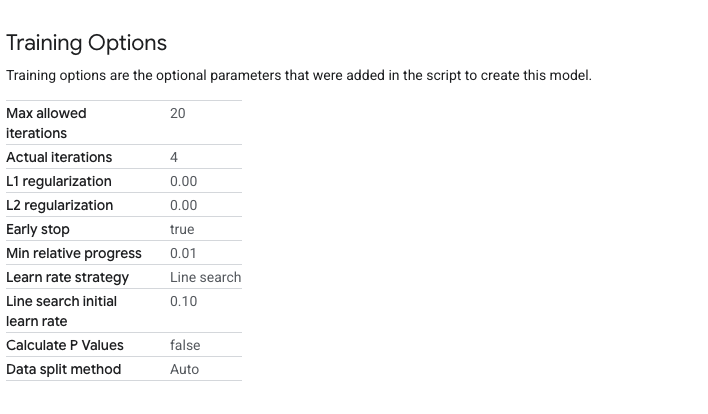 Training Options
Training options are the optional parameters that were added in the script to create this model.
Max allowed 20
iterations
Actual iterations 4
L1 regularization 0.00
L2 regularization 0.00
Early stop true
Min relative progress 0.01
Learn rate strategy Line search
Line search initial 0.10
learn rate
Calculate P Values false
Data split method Auto